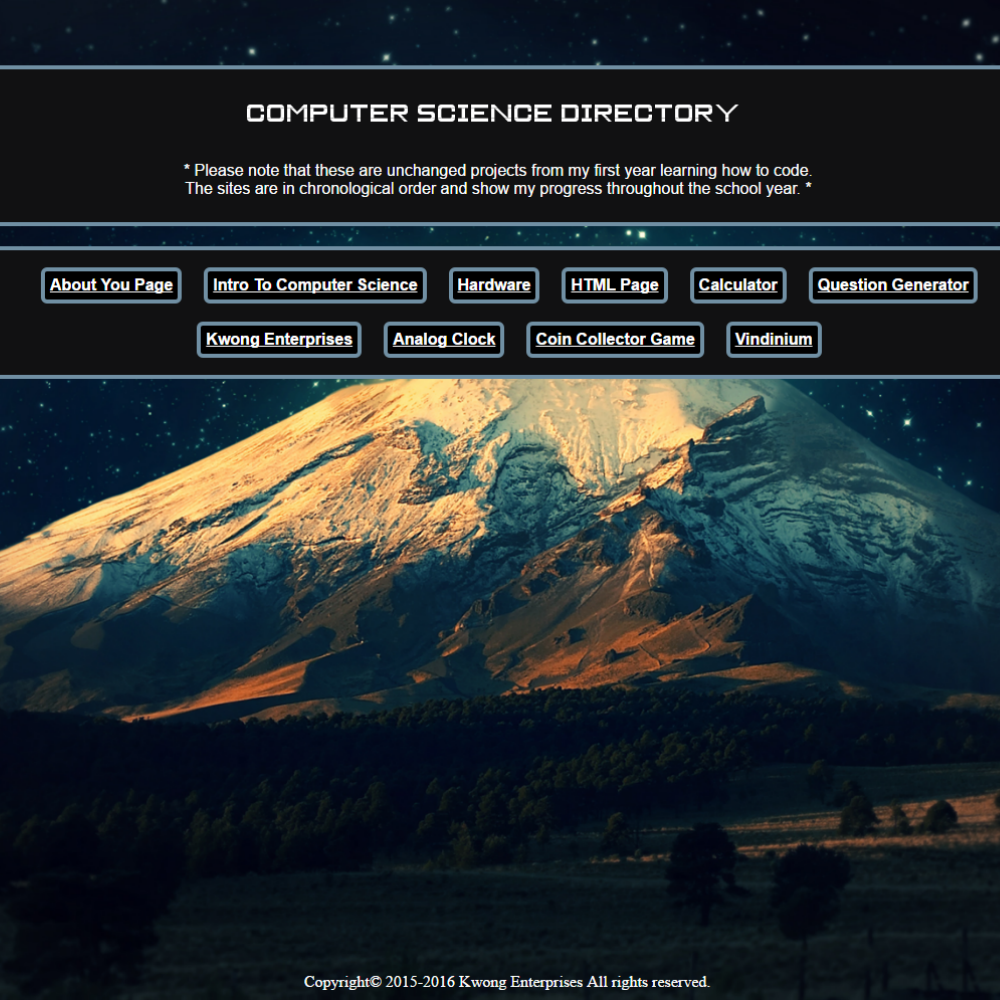 COMPUTER SCIENCE DIRECTORY
* Please note that these are unchanged projects from my first year learning how to code.
The sites are in chronological order and show my progress throughout the school year. *
About You Page Intro To Computer Science Hardware HTML Page Calculator Question Generator
Kwong Enterprises Analog Clock Coin Collector Game Vindinium
Copyright© 2015-2016 Kwong Enterprises All rights reserved.